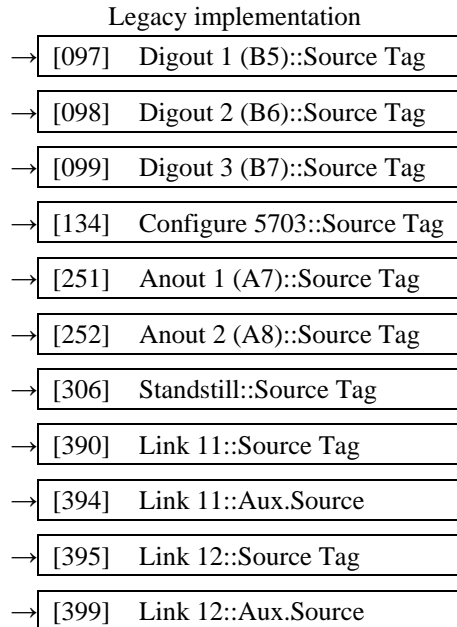 Legacy implementation
→ [097] Digout 1 (B5)::Source Tag
→ [098] Digout 2 (B6)::Source Tag
→ [099] Digout 3 (B7)::Source Tag
→ [134] Configure 5703::Source Tag
→ [251] Anout 1 (A7)::Source Tag
→ [252] Anout 2 (A8)::Source Tag
→ [306] Standstill::Source Tag
→ [390] Link 11::Source Tag
→ [394] Link 11::Aux.Source
→ [395] Link 12::Source Tag
→ [399] Link 12::Aux.Source